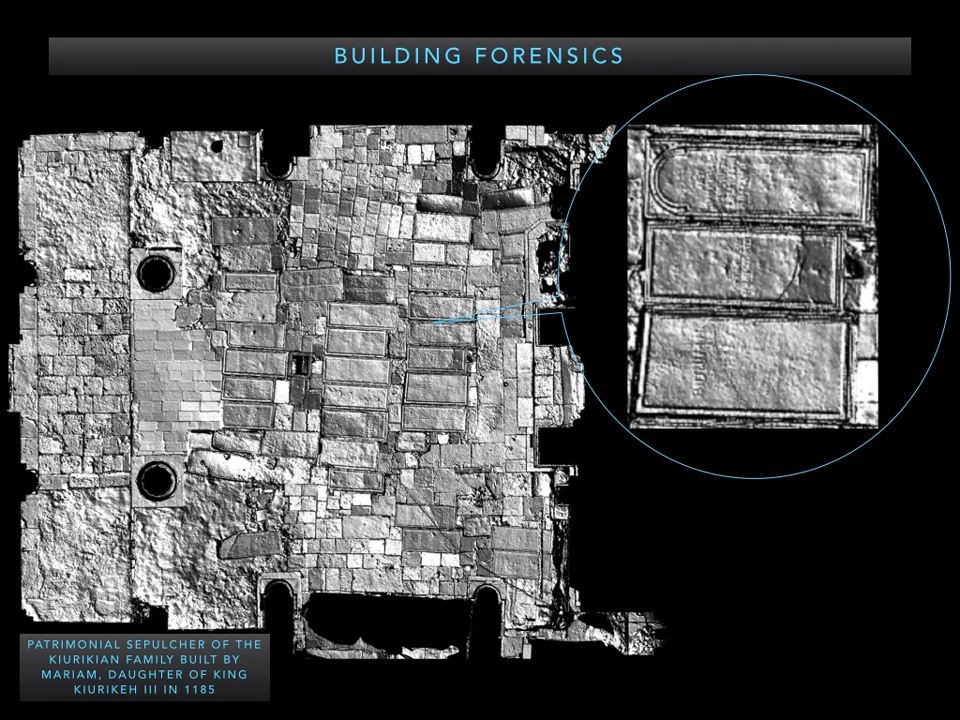 BUILDING FORENSICS
PATRIMONIAL SEPULCHER OF THE
KIURIKIAN FAMILY BUILT BY
MARIAM, DAUGHTER OF KING
KIURIKEH III IN 1185